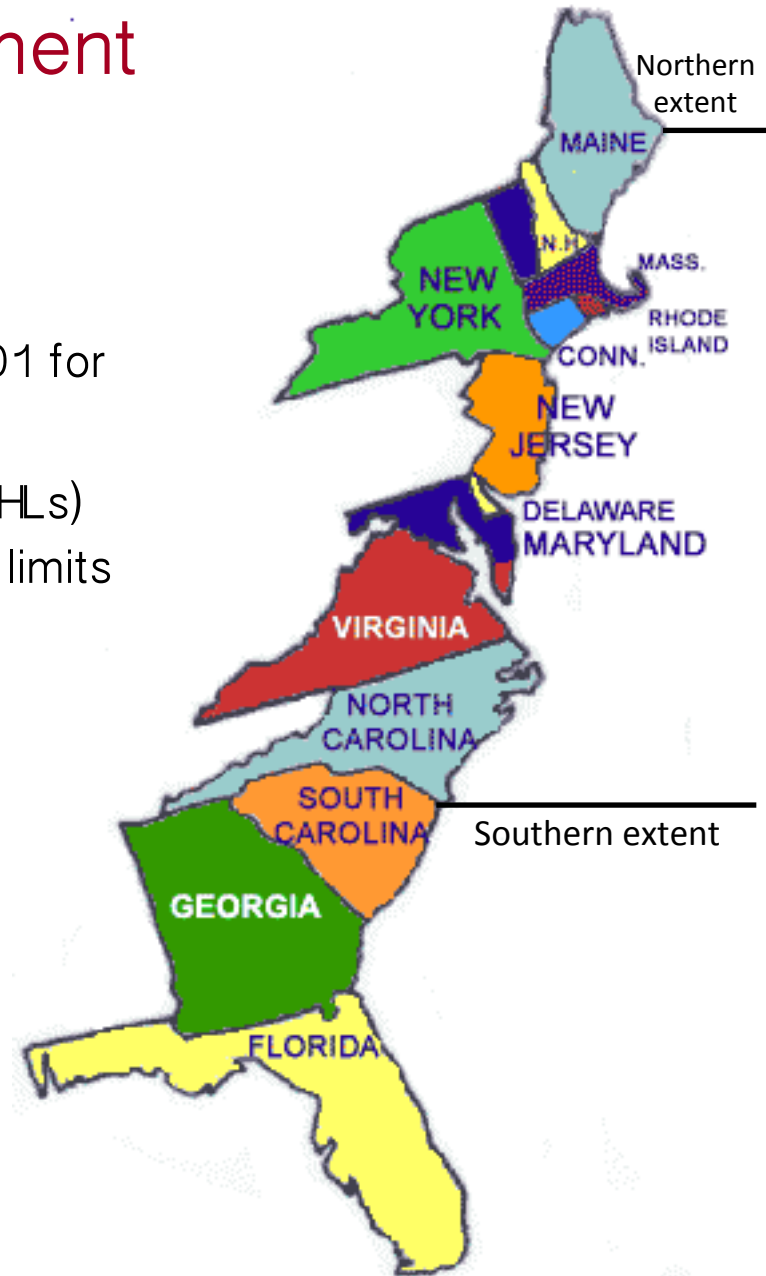 nent
Northern
extent
MAINE
N.H
MASS.
NEW
YORK
RHODE
ISLAND
CONN.
01 for
NEW
JERSEY
HLs)
DELAWARE
MARYLAND
limits
VIRGINIA
NORTH
CAROLINA
SOUTH
CAROLINA
Southern extent
GEORGIA
FLORIDA